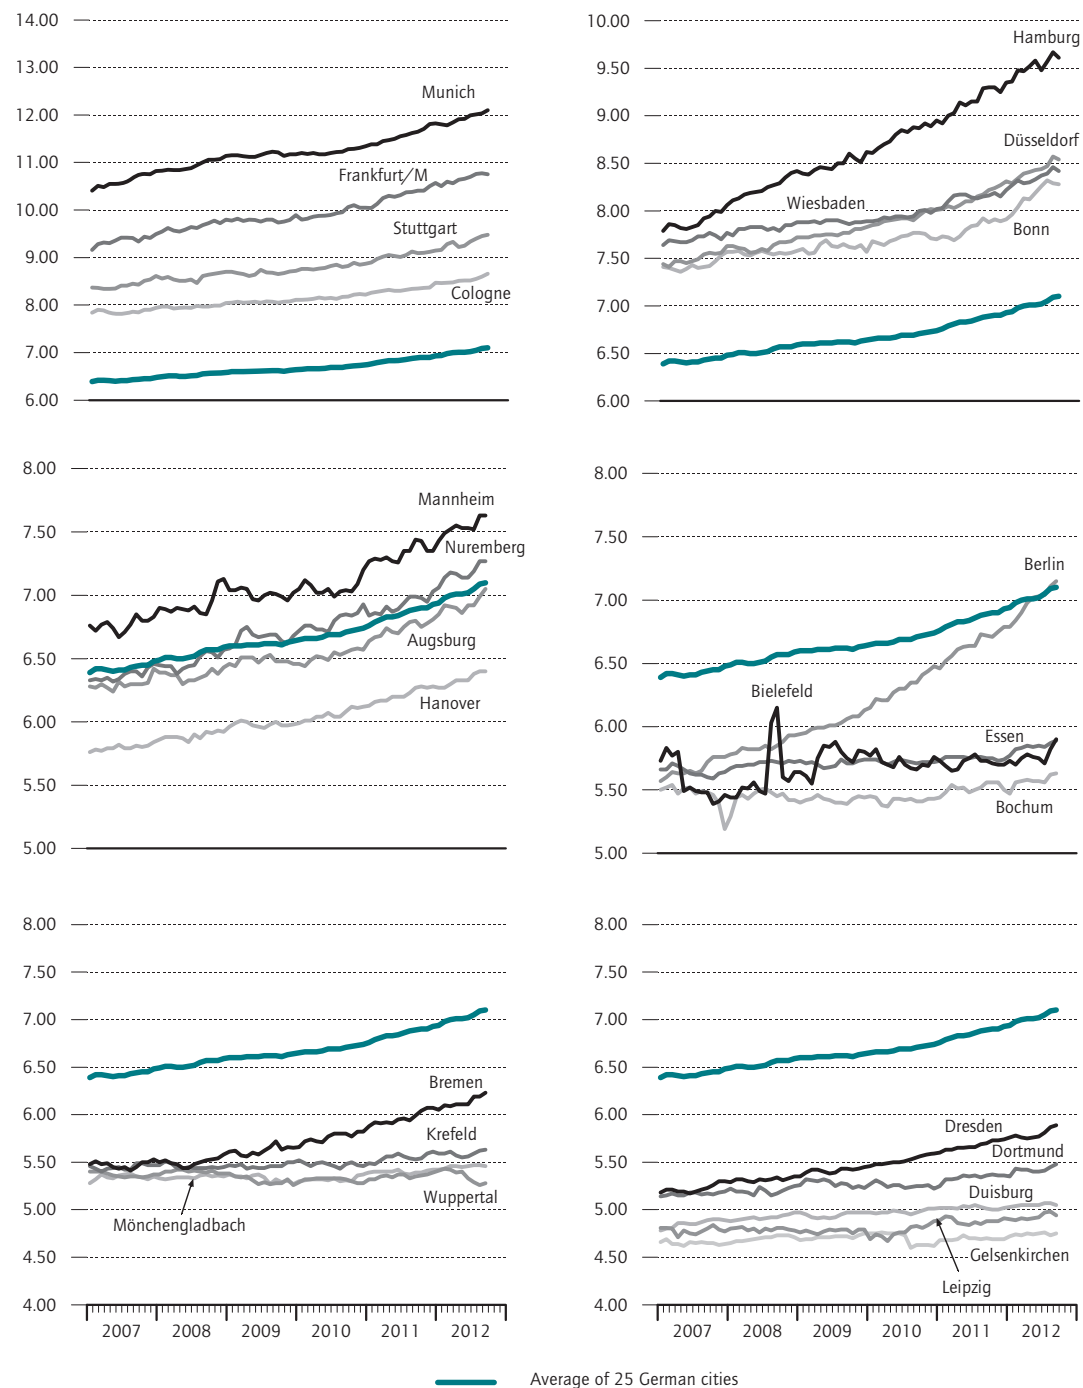 14.00
13.00
12.00
11.00
10.00
9.00
8.00
7.00
6.00
Munich
Frankfurt/M
Stuttgart
Cologne
10.00
9.50
9.00
8.50
8.00
7.50
7.00
6.50
6.00
Hamburg
Düsseldorf
Wiesbaden
Bonn
8.00
7.50
7.00
6.50
6.00
5.50
5.00
Mannheim
Nuremberg
Augsburg
Hanover
8.00
7.50
7.00
6.50
6.00
5.50
5.00
Berlin
Bielefeld
Essen
Bochum
8.00
7.50
7.00
6.50
6.00
5.50
5.00
4.50
4.00
Bremen
Krefeld
Wuppertal
Mönchengladbach
2007 2008 2009 2010 2011 2012
8.00
7.50
7.00
6.50
6.00
5.50
5.00
4.50
4.00
Dresden
Dortmund
Duisburg
Gelsenkirchen
Leipzig
2007 2008 2009 2010 2011 2012
Average of 25 German cities